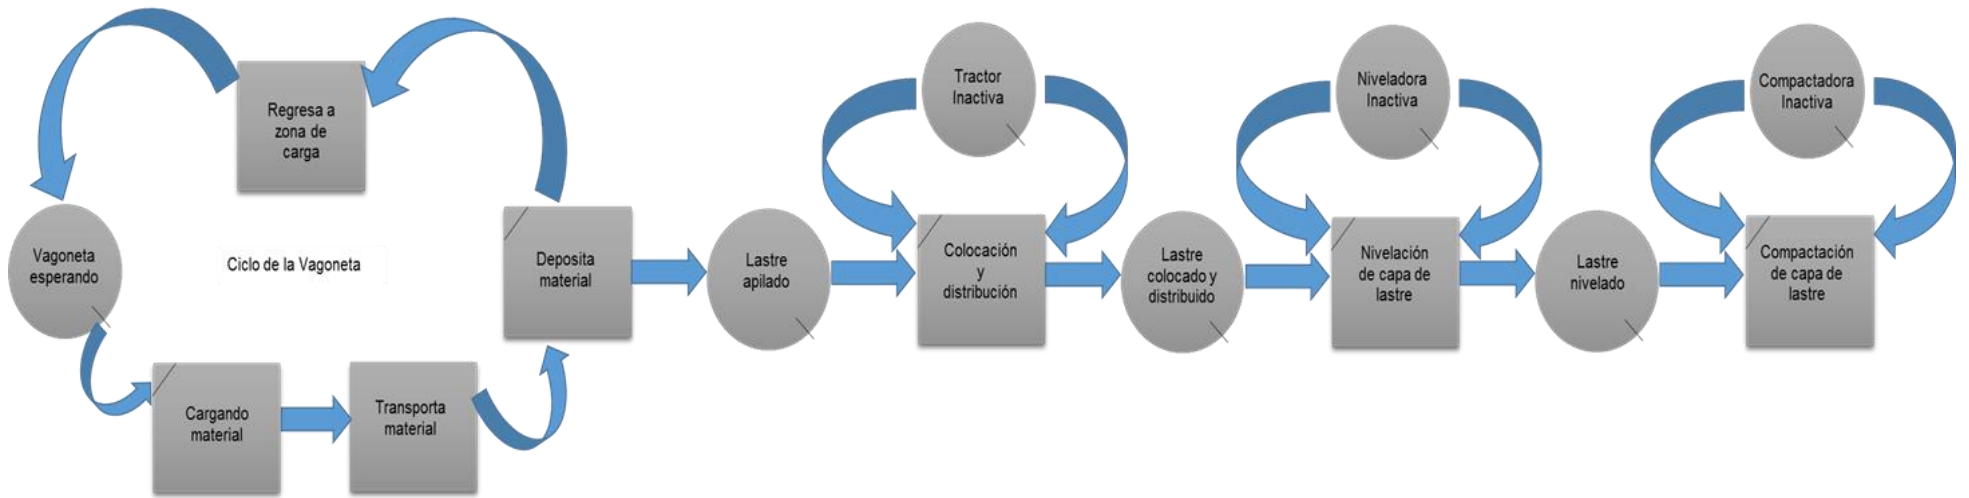 Regresa a
zona de
carga
Vagoneta
esperando
Ciclo de la Vagoneta
Cargando
material
Transporta
material
Deposita
material
Lastre
apilado
Tractor
Inactiva
Colocación
y
distribución
Lastre
colocado y
distribuido
Niveladora
Inactiva
Nivelación
de capa de
lastre
Lastre
nivelado
Compactadora
Inactiva
Compactación
de capa de
lastre